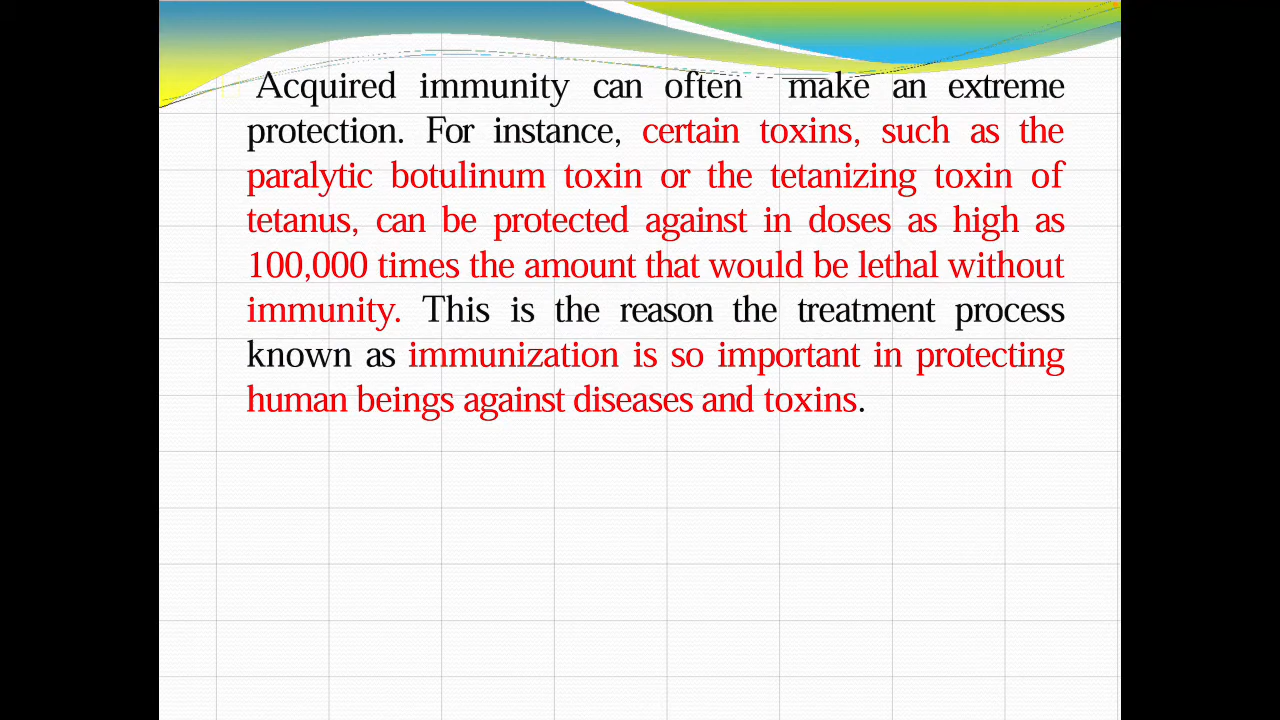 Acquired immunity can often make an extreme
protection. For instance, certain toxins, such as the
paralytic botulinum toxin or the tetanizing toxin of
tetanus, can be protected against in doses as high as
100,000 times the amount that would be lethal without
immunity. This is the reason the treatment process
known as immunization is so important in protecting
human beings against diseases and toxins.